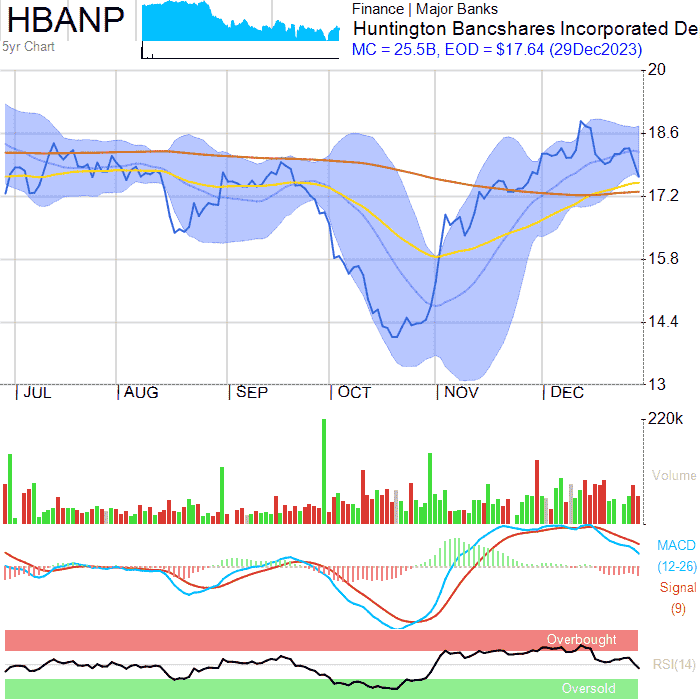 HBANP
5yr Chart
Finance | Major Banks
Huntington Bancshares Incorporated De
MC = 25.5B, EOD = $17.64 (29Dec2023)
20
18.6
17.2
15.8
14.4
13
| JUL | AUG | SEP | OCT | NOV | DEC
220k
Volume
MACD
(12-26)
Signal
(9)
Overbought
RSI(14)
Oversold